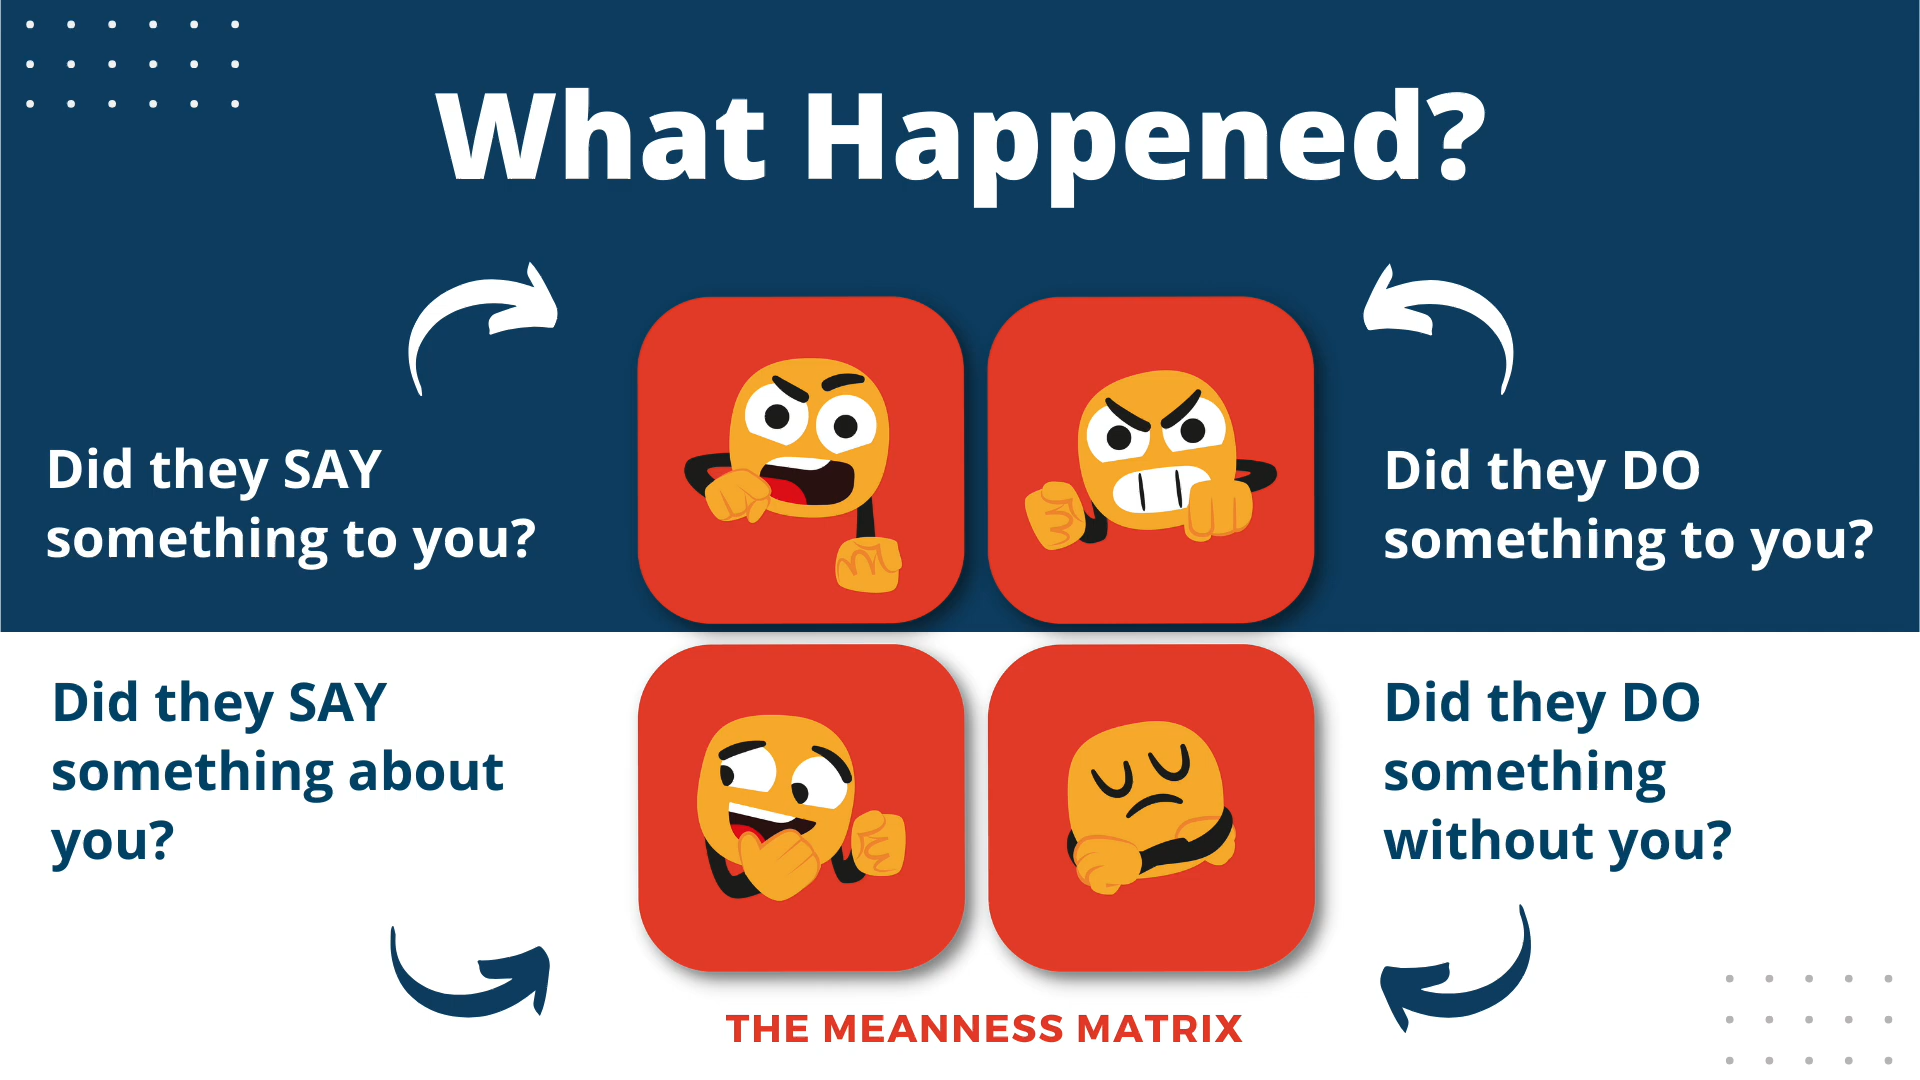 What Happened?
Did they SAY
something to you?
Did they DO
something to you?
Did they SAY
something about
you?
Did they DO
something
without you?
THE MEANNESS MATRIX